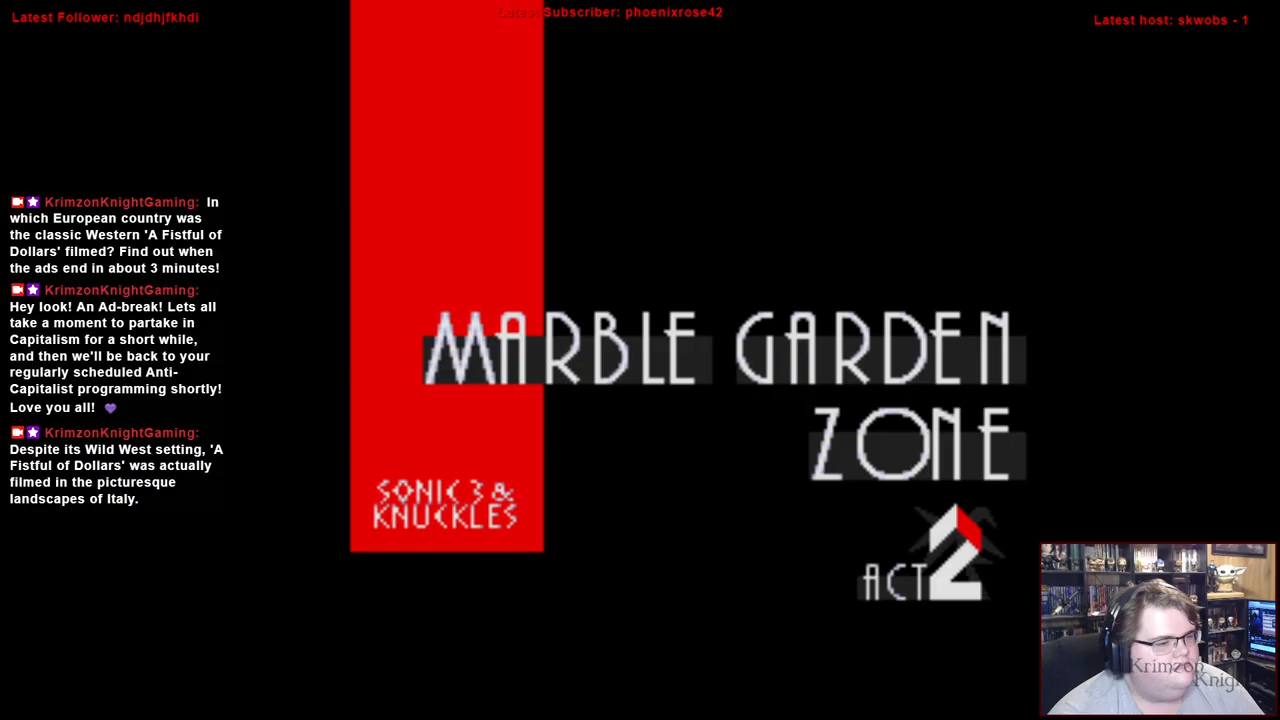 Latest Follower: ndjdhjfkhdi
Latest Subscriber: phoenixrose42
Latest host: skwobs - 1
KrimzonKnightGaming: In
which European country was
the classic Western 'A Fistful of
Dollars' filmed? Find out when
the ads end in about 3 minutes!
KrimzonKnightGaming:
Hey look! An Ad-break! Lets all
take a moment to partake in
Capitalism for a short while,
and then we'll be back to your
regularly scheduled Anti-
Capitalist programming shortly!
Love you all!
KrimzonKnightGaming:
Despite its Wild West setting, 'A
Fistful of Dollars' was actually
filmed in the picturesque
landscapes of Italy.
MARBLE GARDEN
ZONE
SONIC 3 &
KNUCKLES
ACT 2
Krimzon
Knight